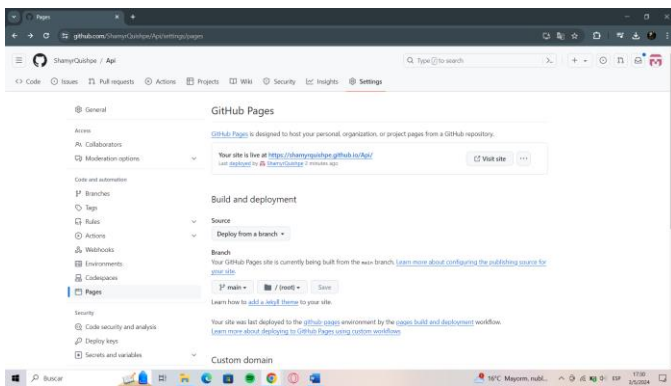 Pages
github.com/ShamyrQuishpe/Api/settings/pages
ShamyrQuishpe / Api
Type / to search
Code Issues Pull requests Actions Projects Wiki Security Insights Settings
General
Access
Collaborators
Moderation options
Code and automation
Branches
Tags
Rules
Actions
Webhooks
Environments
Codespaces
Pages
Security
Code security and analysis
Deploy keys
Secrets and variables
GitHub Pages
GitHub Pages is designed to host your personal, organization, or project pages from a GitHub repository.
Your site is live at https://shamyrquishpe.github.io/Api/
Last deployed by ShamyrQuishpe 2 minutes ago
Visit site
Build and deployment
Source
Deploy from a branch
Branch
Your GitHub Pages site is currently being built from the main branch. Learn more about configuring the publishing source for
your site.
main / (root) Save
Learn how to add a Jekyll theme to your site.
Your site was last deployed to the github-pages environment by the pages build and deployment workflow.
Learn more about deploying to GitHub Pages using custom workflows
Custom domain
Buscar
16°C Mayorm. nubl... ESP 17:30
2/5/2024